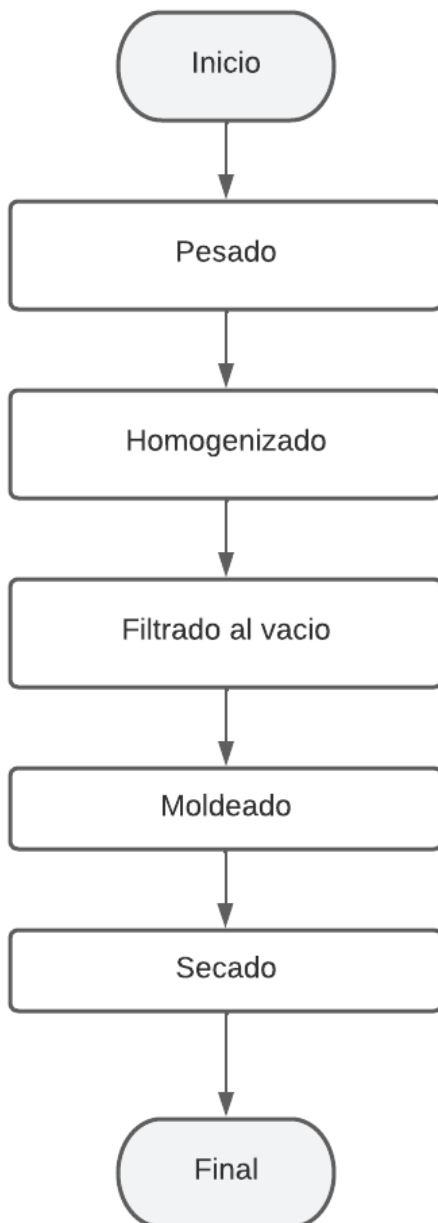 Inicio
Pesado
Homogenizado
Filtrado al vacio
Moldeado
Secado
Final